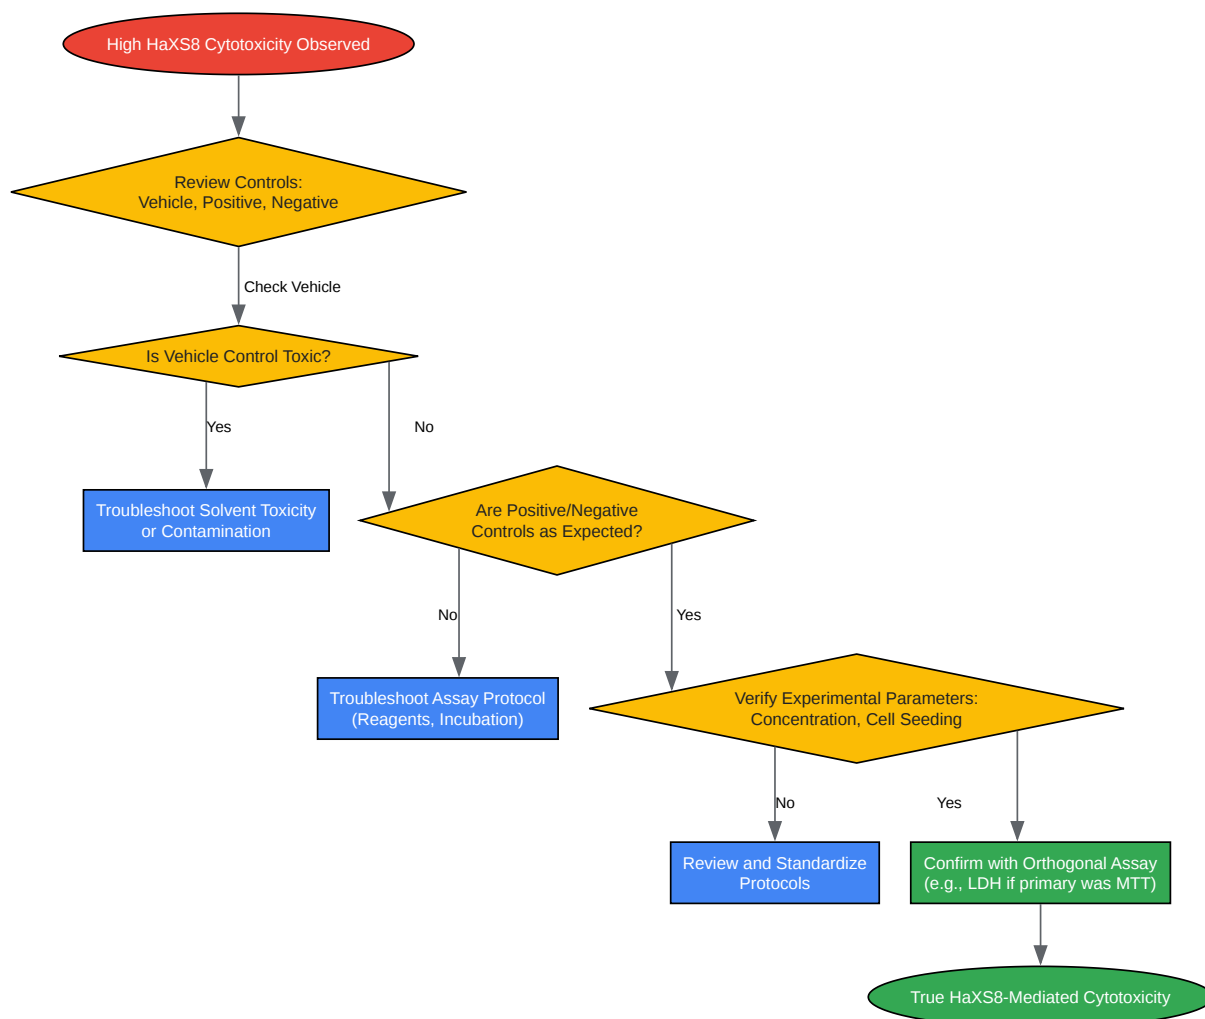 High HaXS8 Cytotoxicity Observed
Review Controls:
Vehicle, Positive, Negative
Check Vehicle
Is Vehicle Control Toxic?
Yes
No
Troubleshoot Solvent Toxicity
or Contamination
Are Positive/Negative
Controls as Expected?
No
Yes
Troubleshoot Assay Protocol
(Reagents, Incubation)
Verify Experimental Parameters:
Concentration, Cell Seeding
No
Yes
Review and Standardize
Protocols
Confirm with Orthogonal Assay
(e.g., LDH if primary was MTT)
True HaXS8-Mediated Cytotoxicity